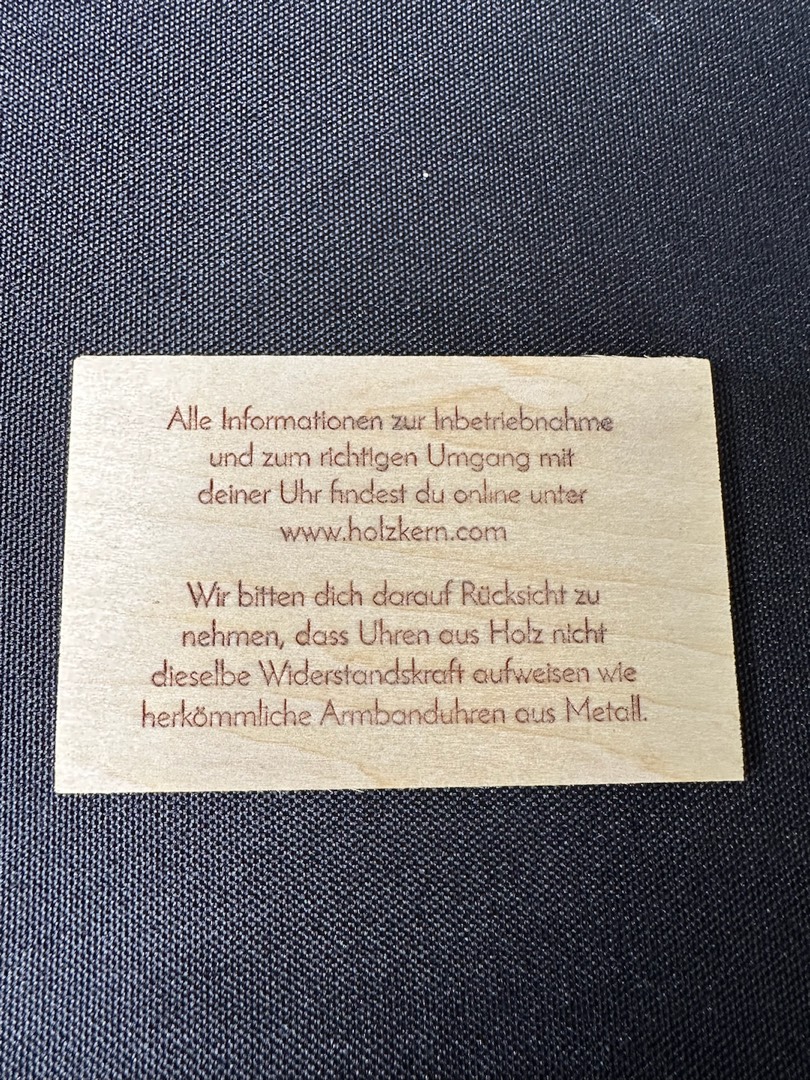 Alle Informationen zur Inbetriebnahme
und zum richtigen Umgang mit
deiner Uhr findest du online unter
www.holzkern.com
Wir bitten dich darauf Rücksicht zu
nehmen, dass Uhren aus Holz nicht
dieselbe Widerstandskraft aufweisen wie
herkömmliche Armbanduhren aus Metall.